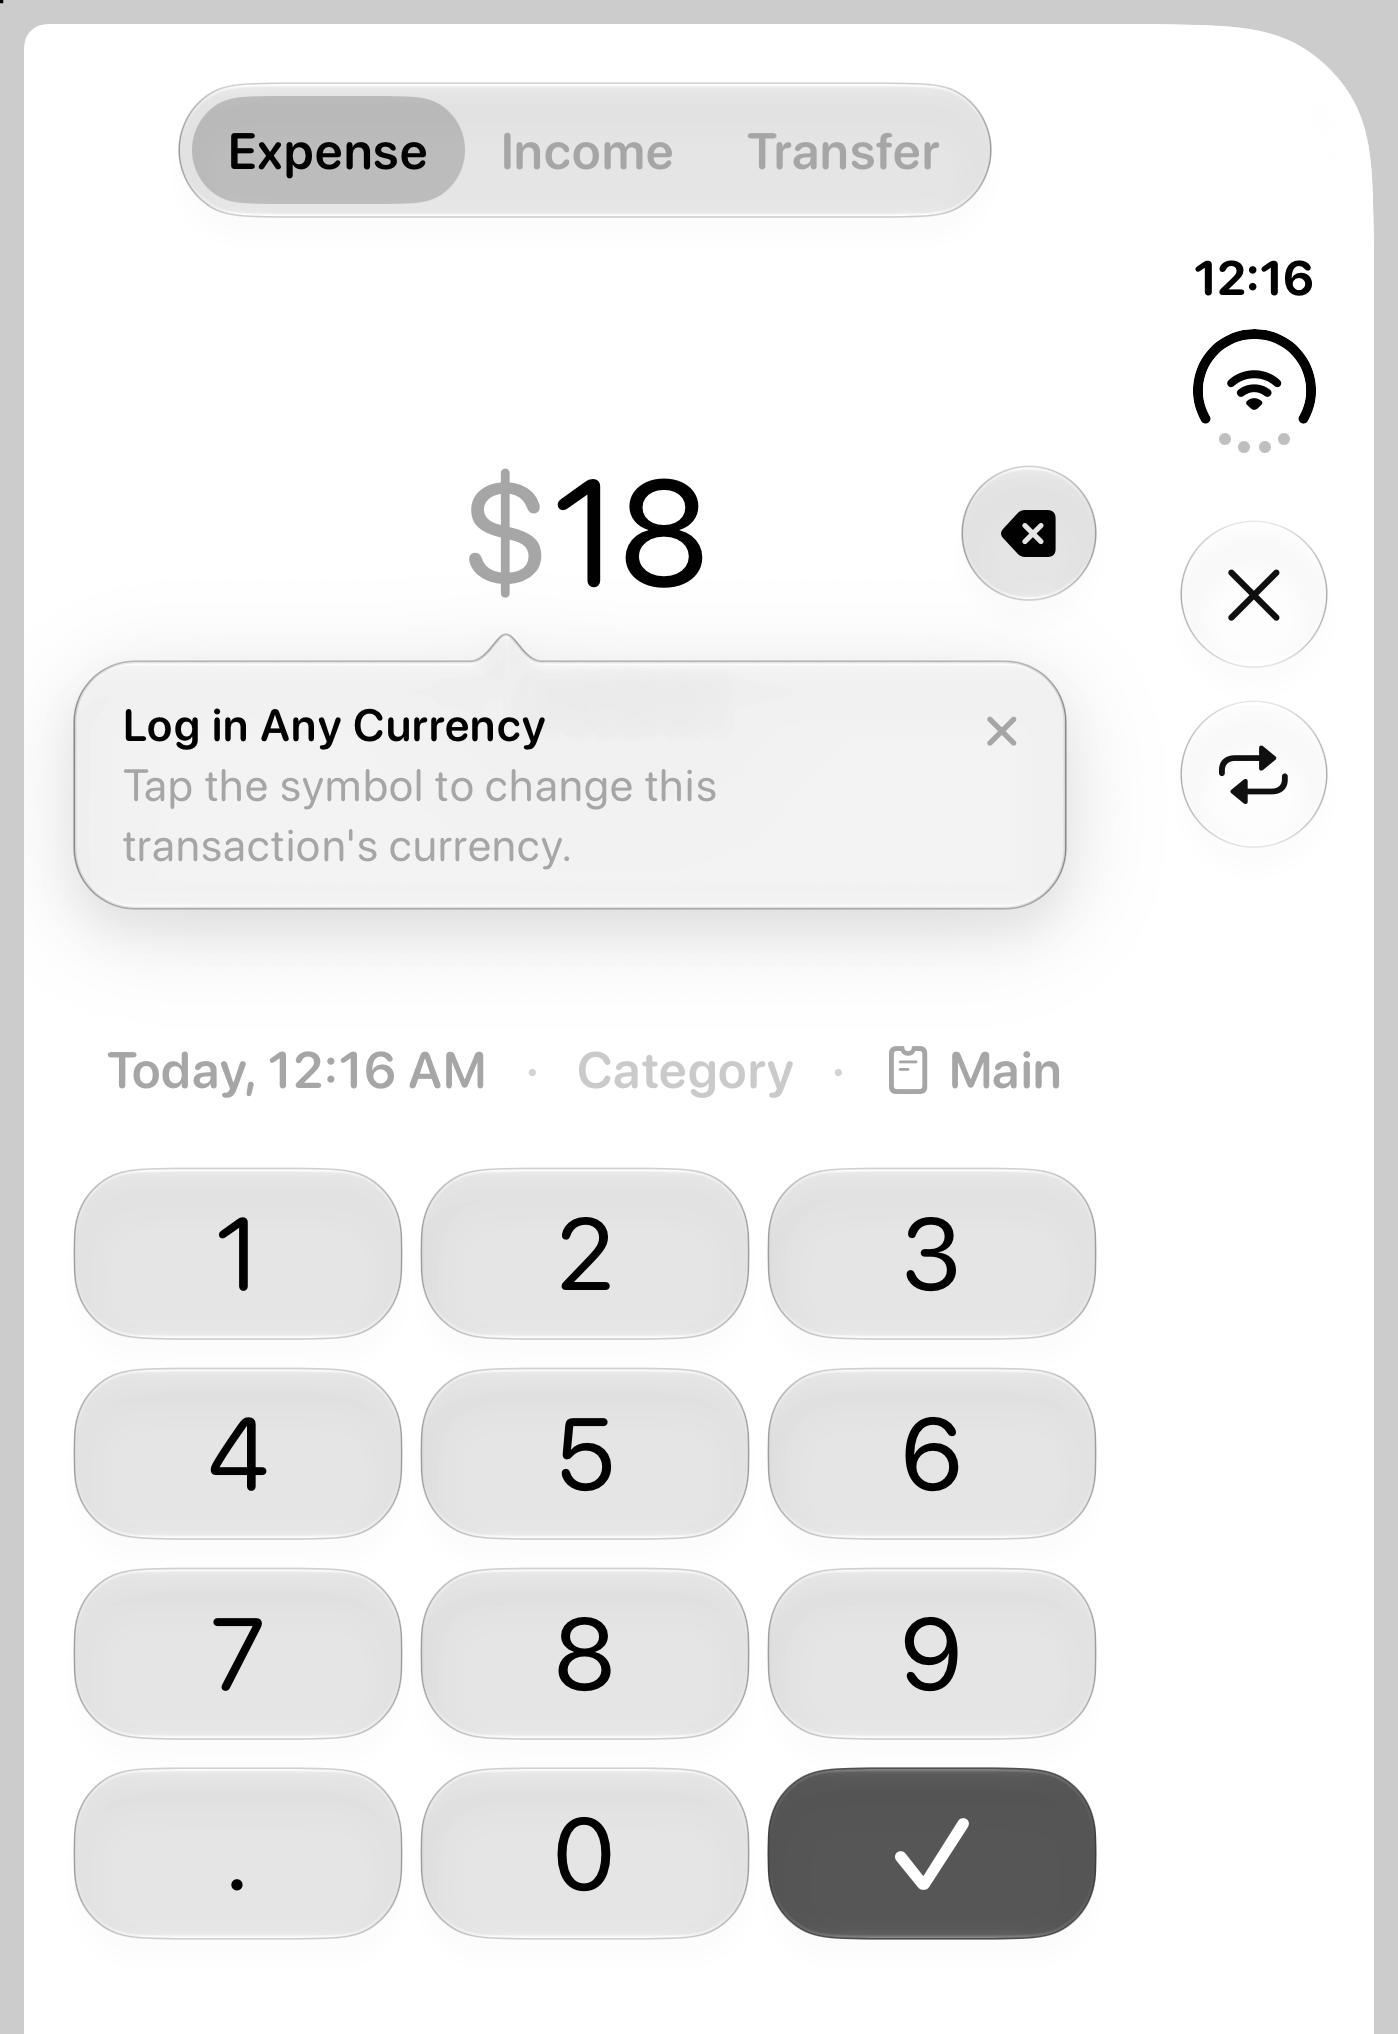 Expense Income Transfer
12:16
$18
Log in Any Currency
Tap the symbol to change this
transaction's currency.
Today, 12:16 AM · Category · Main
1 2 3
4 5 6
7 8 9
. 0